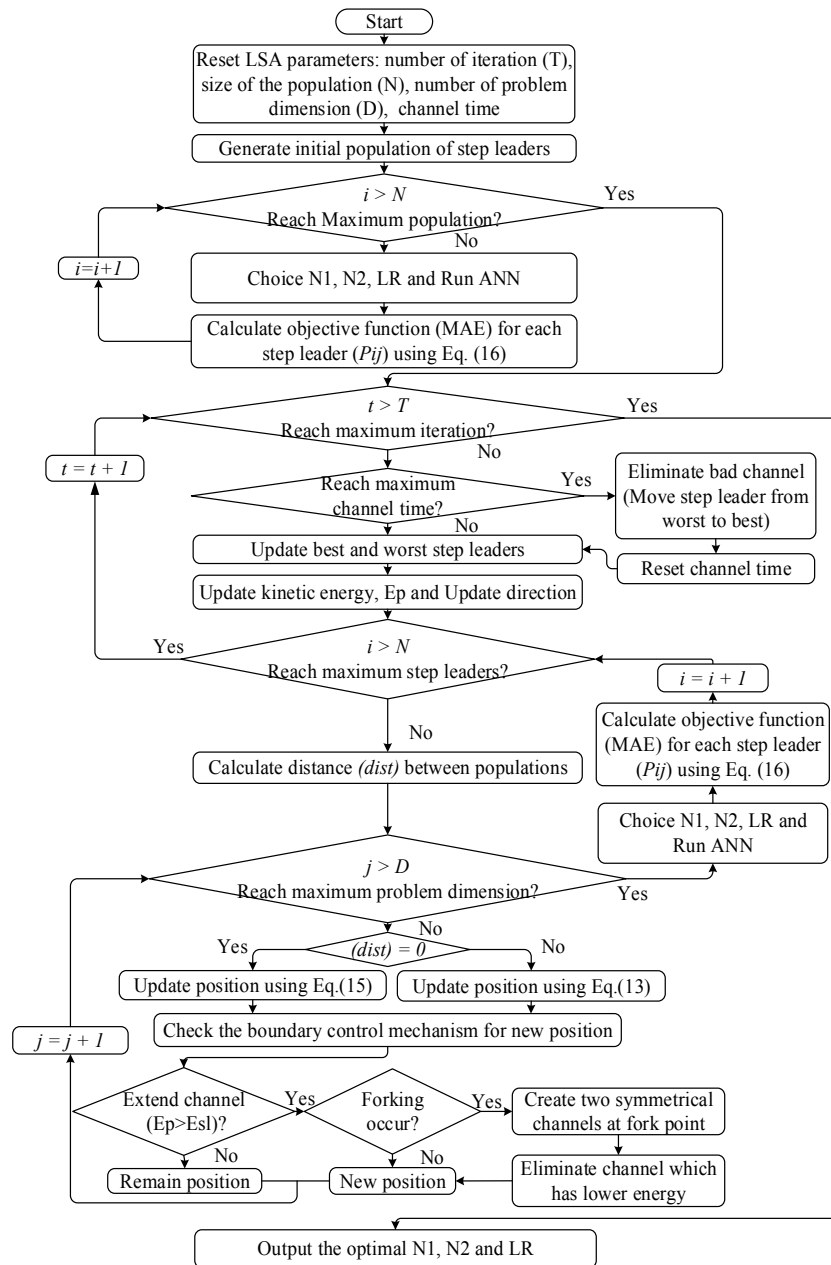 Start
Reset LSA parameters: number of iteration (T),
size of the population (N), number of problem
dimension (D), channel time
Generate initial population of step leaders
i > N
Reach Maximum population?
Yes
No
i=i+1
Choice N1, N2, LR and Run ANN
Calculate objective function (MAE) for each
step leader (Pij) using Eq. (16)
t > T
Reach maximum iteration?
Yes
No
t = t + 1
Reach maximum
channel time?
Yes
No
Eliminate bad channel
(Move step leader from
worst to best)
Reset channel time
Update best and worst step leaders
Update kinetic energy, Ep and Update direction
i > N
Reach maximum step leaders?
Yes
No
i = i + 1
Calculate objective function
(MAE) for each step leader
(Pij) using Eq. (16)
Choice N1, N2, LR and
Run ANN
Calculate distance (dist) between populations
j > D
Reach maximum problem dimension?
Yes
No
(dist) = 0
Yes
No
Update position using Eq.(15)
Update position using Eq.(13)
Check the boundary control mechanism for new position
j = j + 1
Extend channel
(Ep>Esl)?
Yes
No
Forking
occur?
Yes
No
Create two symmetrical
channels at fork point
Eliminate channel which
has lower energy
Remain position
New position
Output the optimal N1, N2 and LR